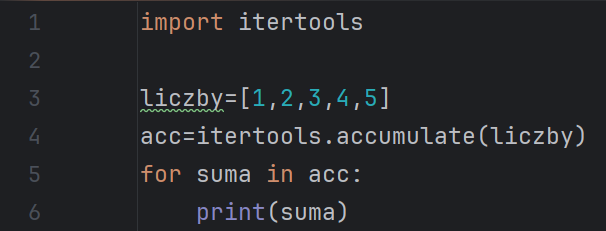 1 import itertools
2
3 liczby=[1,2,3,4,5]
4 acc=itertools.accumulate(liczby)
5 for suma in acc:
6     print(suma)